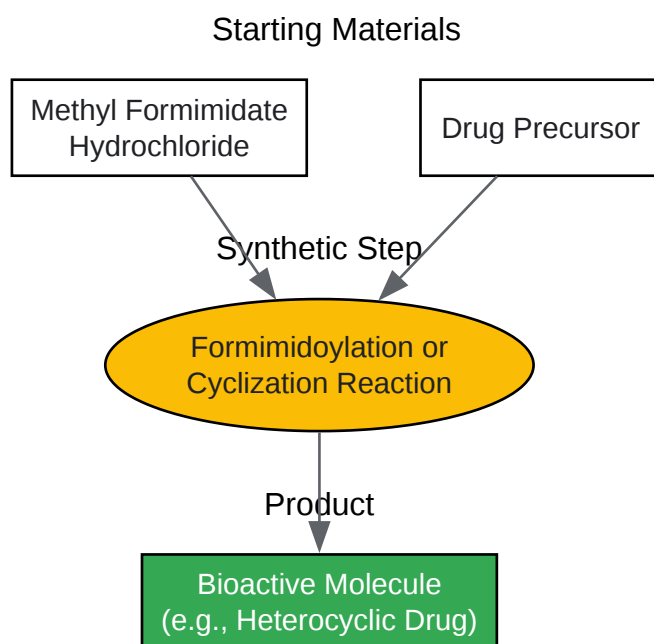 Starting Materials
Methyl Formimidate
Hydrochloride
Drug Precursor
Synthetic Step
Formimidoylation or
Cyclization Reaction
Product
Bioactive Molecule
(e.g., Heterocyclic Drug)